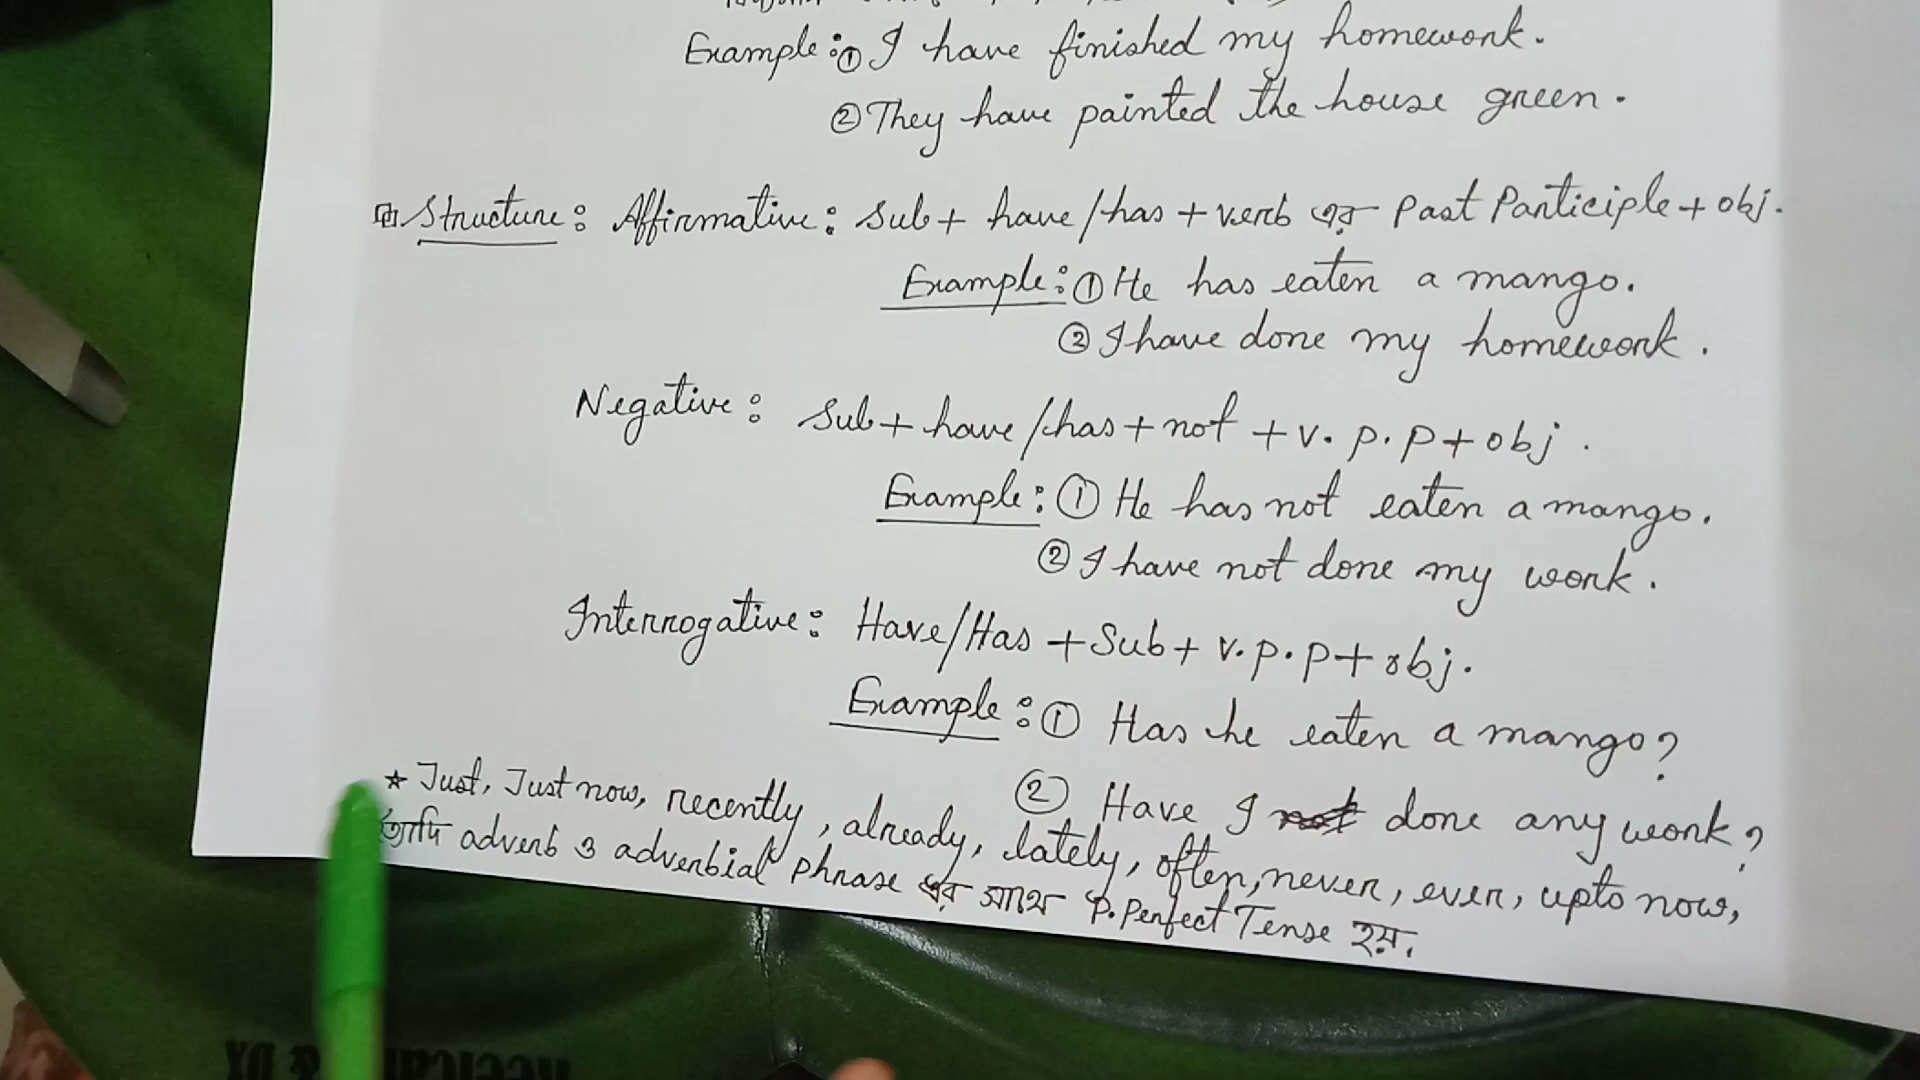 Example: ① I have finished my homework.
② They have painted the house green.
Structure: Affirmative: Sub + have/has + verb এর Past Participle + obj.
Example: ① He has eaten a mango.
② I have done my homework.
Negative: Sub + have/has + not + v. p. p + obj.
Example: ① He has not eaten a mango.
② I have not done my work.
Interrogative: Have/Has + Sub + v.p.p + obj.
Example: ① Has he eaten a mango?
② Have I done any work?
★ Just, Just now, recently, already, lately, often, never, ever, upto now,
ইত্যাদি adverb ও adverbial phrase এর সাথে P. Perfect Tense হয়.